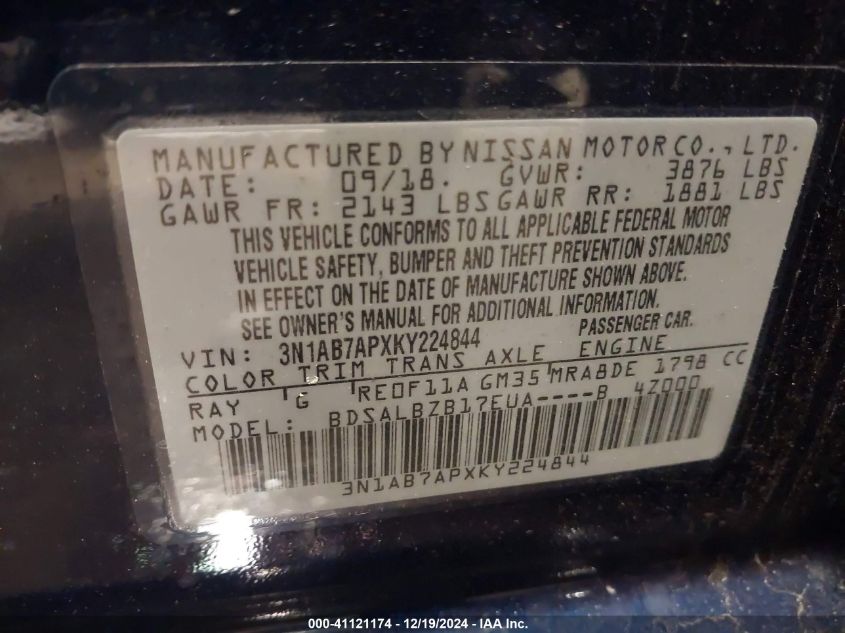 MANUFACTURED BY NISSAN MOTOR CO., LTD.
DATE: 09/18. GVWR: 3876 LBS
GAWR FR: 2143 LBS GAWR RR: 1881 LBS
THIS VEHICLE CONFORMS TO ALL APPLICABLE FEDERAL MOTOR
VEHICLE SAFETY, BUMPER AND THEFT PREVENTION STANDARDS
IN EFFECT ON THE DATE OF MANUFACTURE SHOWN ABOVE.
SEE OWNER'S MANUAL FOR ADDITIONAL INFORMATION.
VIN: 3N1AB7APXKY224844 PASSENGER CAR.
COLOR TRIM TRANS AXLE ENGINE
RAY G RE0F11A GM35 MRA8DE 1798 CC
MODEL: BDSALBZB17EUA----B 4Z000
3N1AB7APXKY224844
000-41121174 - 12/19/2024 - IAA Inc.